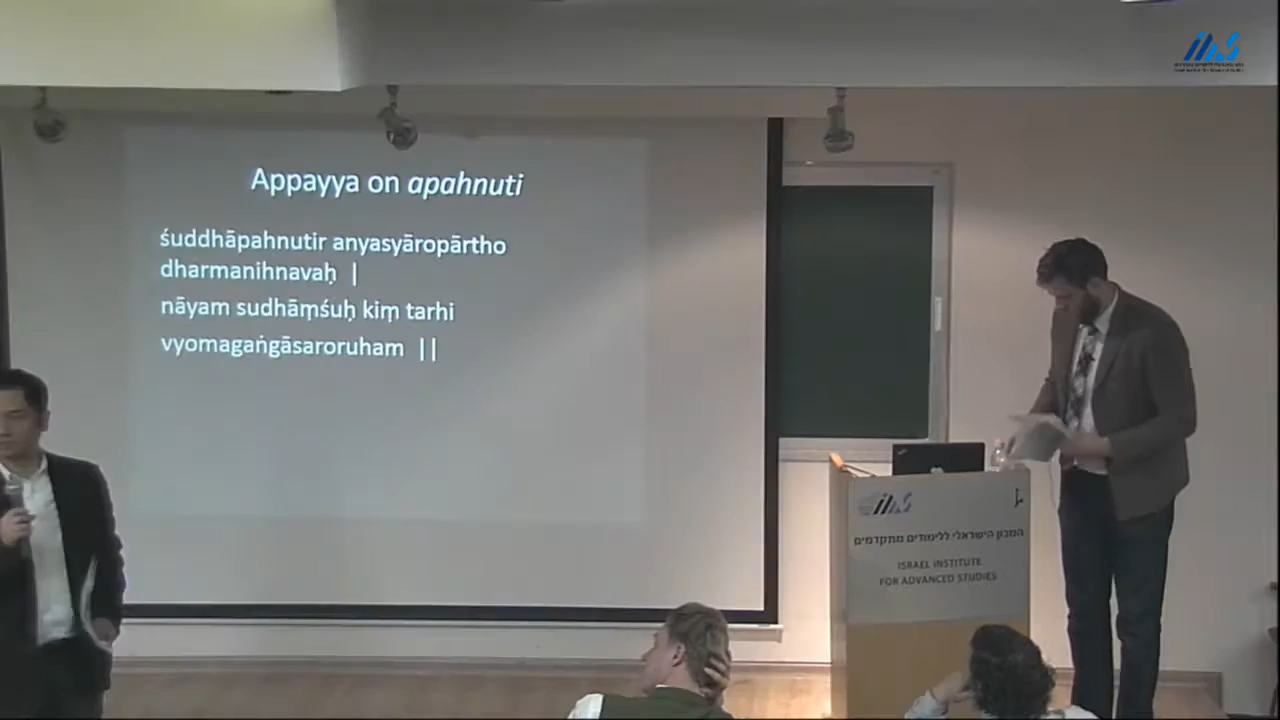 Appayya on apahnuti
śuddhāpahnutir anyasyāropārtho
dharmanihnavaḥ |
nāyam sudhāṃśuḥ kiṃ tarhi
vyomagaṅgāsaroruham ||
המכון הישראלי ללימודים מתקדמים
ISRAEL INSTITUTE
FOR ADVANCED STUDIES